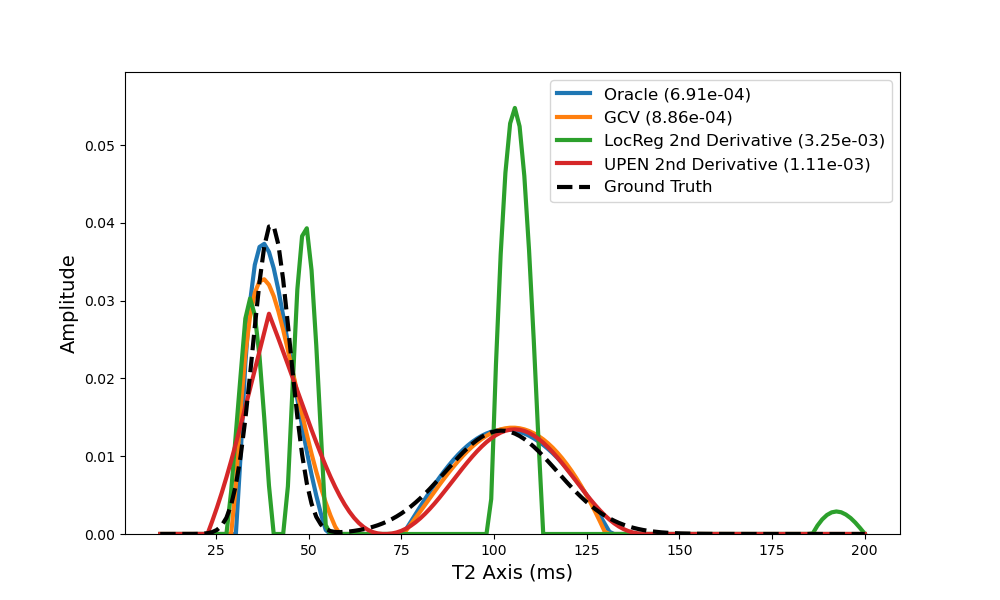 Oracle (6.91e-04)
GCV (8.86e-04)
LocReg 2nd Derivative (3.25e-03)
UPEN 2nd Derivative (1.11e-03)
Ground Truth
0.05
0.04
0.03
0.02
0.01
0.00
Amplitude
25 50 75 100 125 150 175 200
T2 Axis (ms)